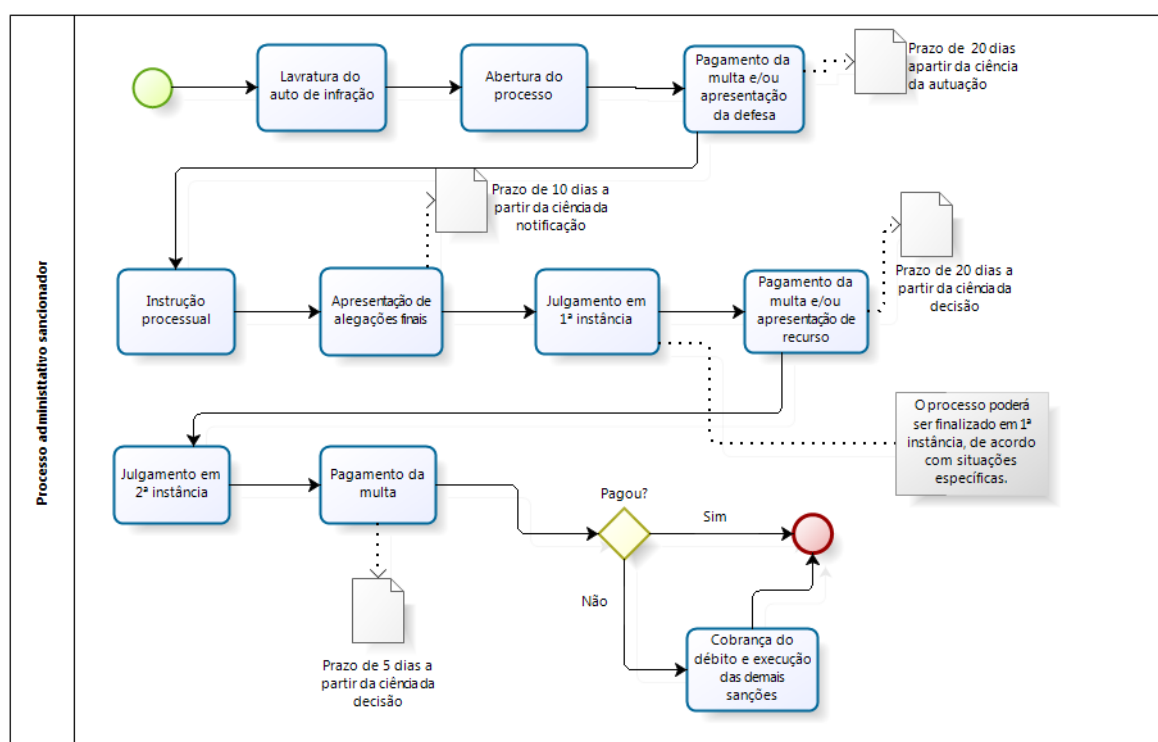 Processo administtativo sancionador
Lavratura do
auto de infração
Abertura do
processo
Pagamento da
multa e/ou
apresentação
da defesa
Prazo de 20 dias
apartir da ciência
da autuação
Prazo de 10 dias a
partir da ciência da
notificação
Instrução
processual
Apresentação de
alegações finais
Julgamento em
1ª instância
Pagamento da
multa e/ou
apresentação de
recurso
Prazo de 20 dias a
partir da ciência da
decisão
O processo poderá
ser finalizado em 1ª
instância, de acordo
com situações
específicas.
Julgamento em
2ª instância
Pagamento da
multa
Prazo de 5 dias a
partir da ciência da
decisão
Pagou?
Sim
Não
Cobrança do
débito e execução
das demais
sanções